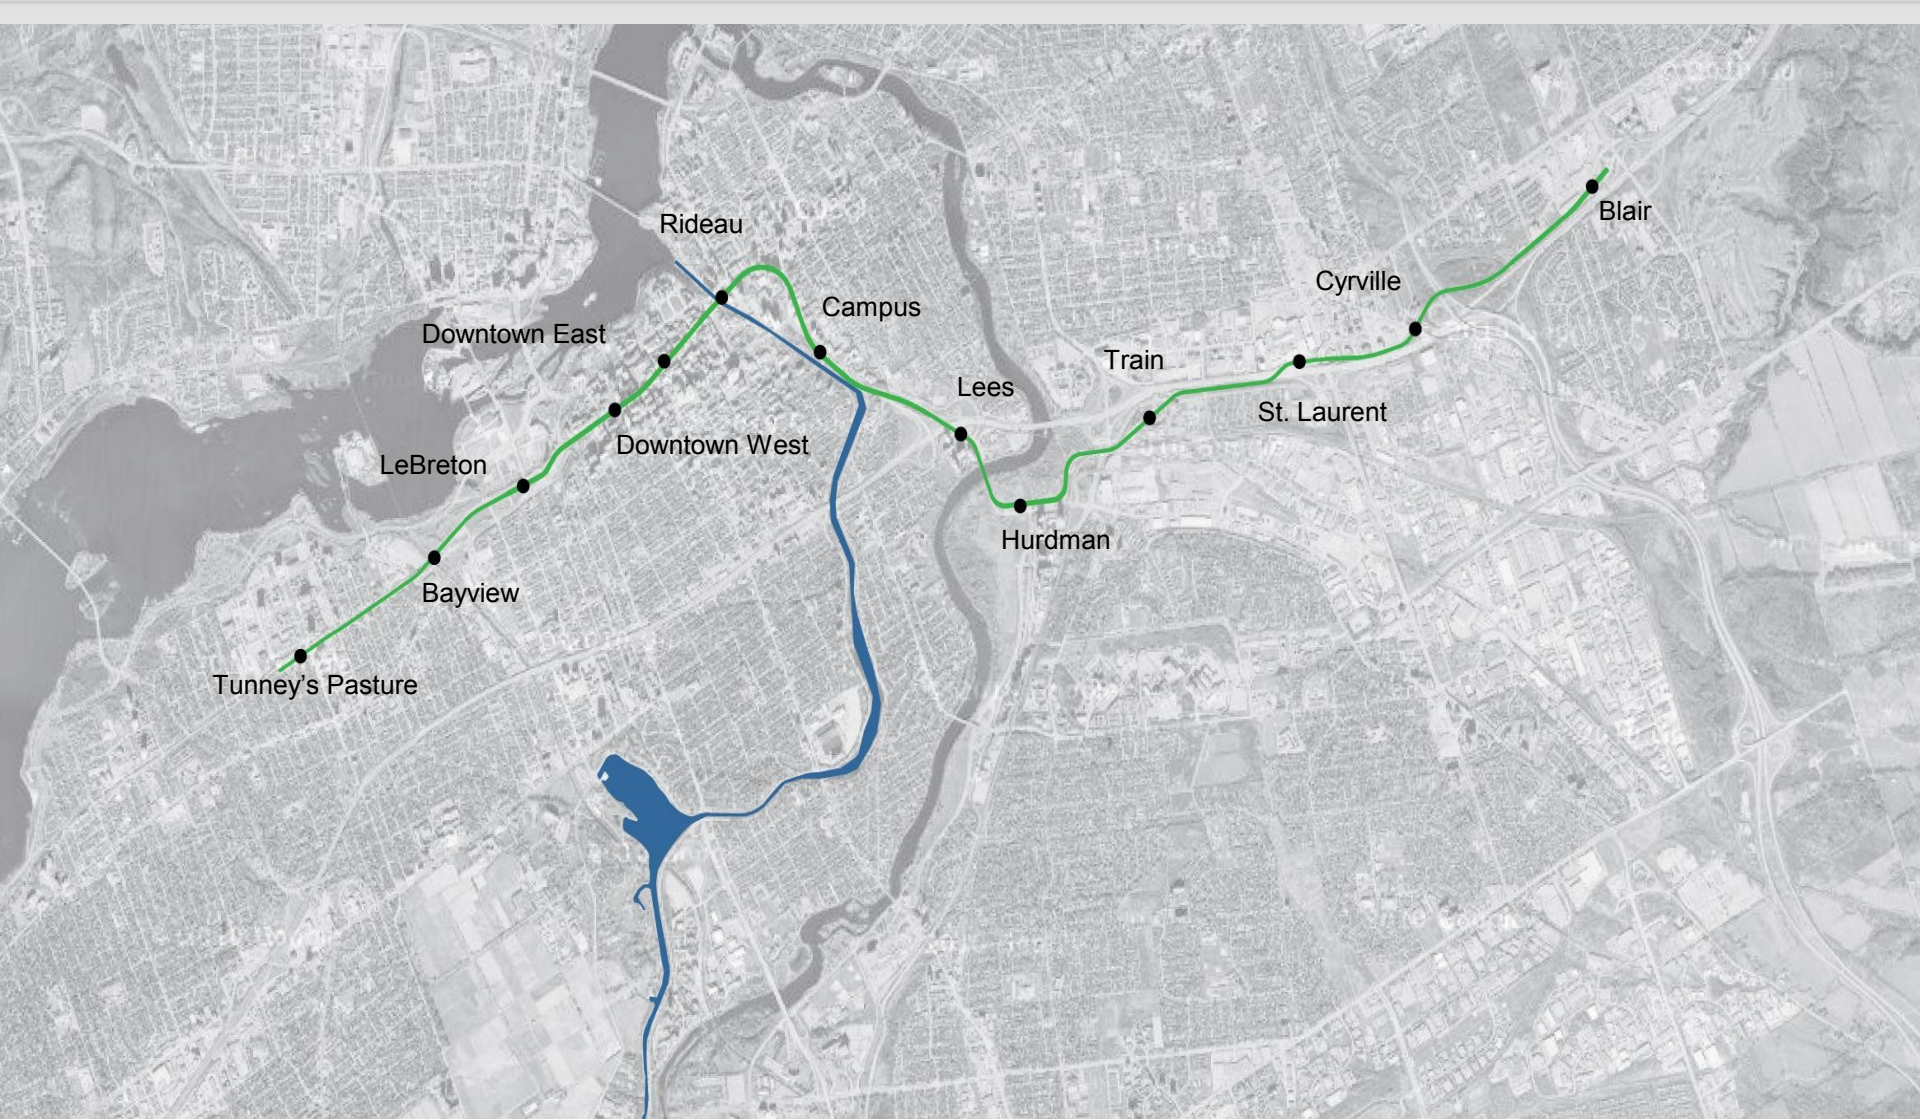 Rideau
Blair
Cyrville
Campus
Downtown East
Train
Lees
St. Laurent
Downtown West
LeBreton
Hurdman
Bayview
Tunney’s Pasture